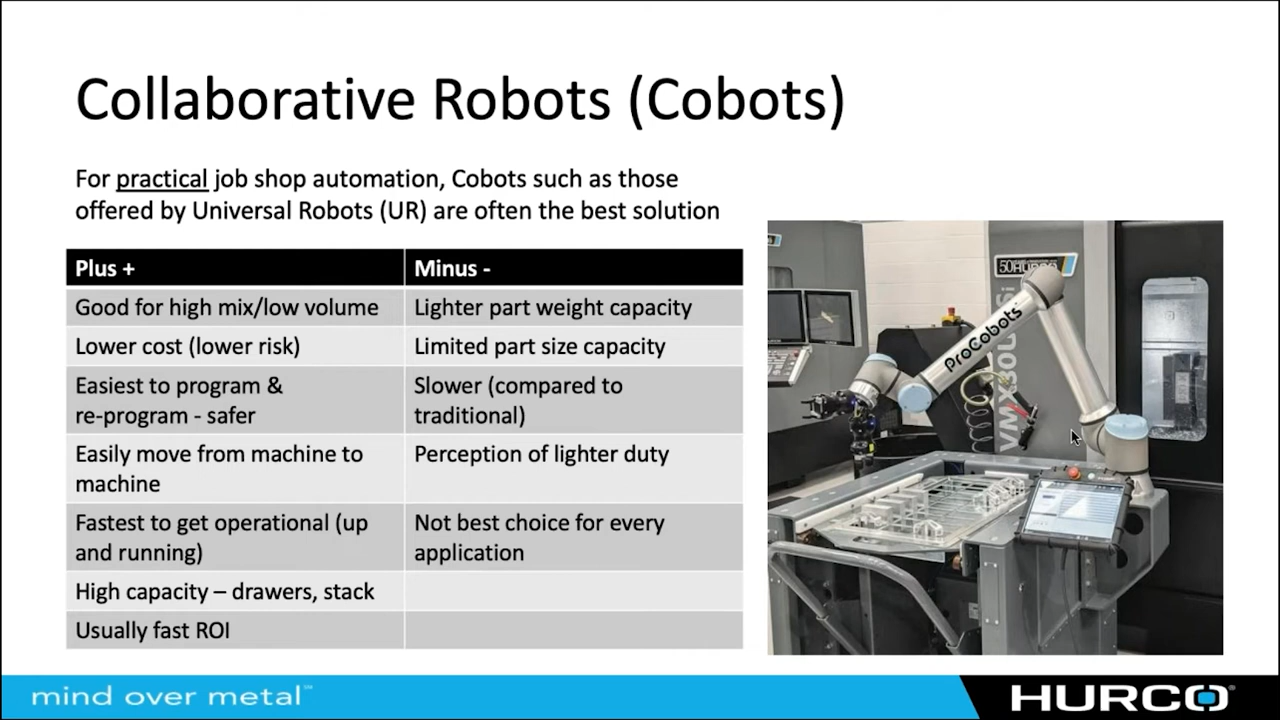 Collaborative Robots (Cobots)
For practical job shop automation, Cobots such as those
offered by Universal Robots (UR) are often the best solution
Plus +
Minus -
Good for high mix/low volume
Lighter part weight capacity
Lower cost (lower risk)
Limited part size capacity
Easiest to program &
re-program - safer
Slower (compared to
traditional)
Easily move from machine to
machine
Perception of lighter duty
Fastest to get operational (up
and running)
Not best choice for every
application
High capacity – drawers, stack
Usually fast ROI
50 HURCO
ProCobots
VMX30U
mind over metal™
HURCO